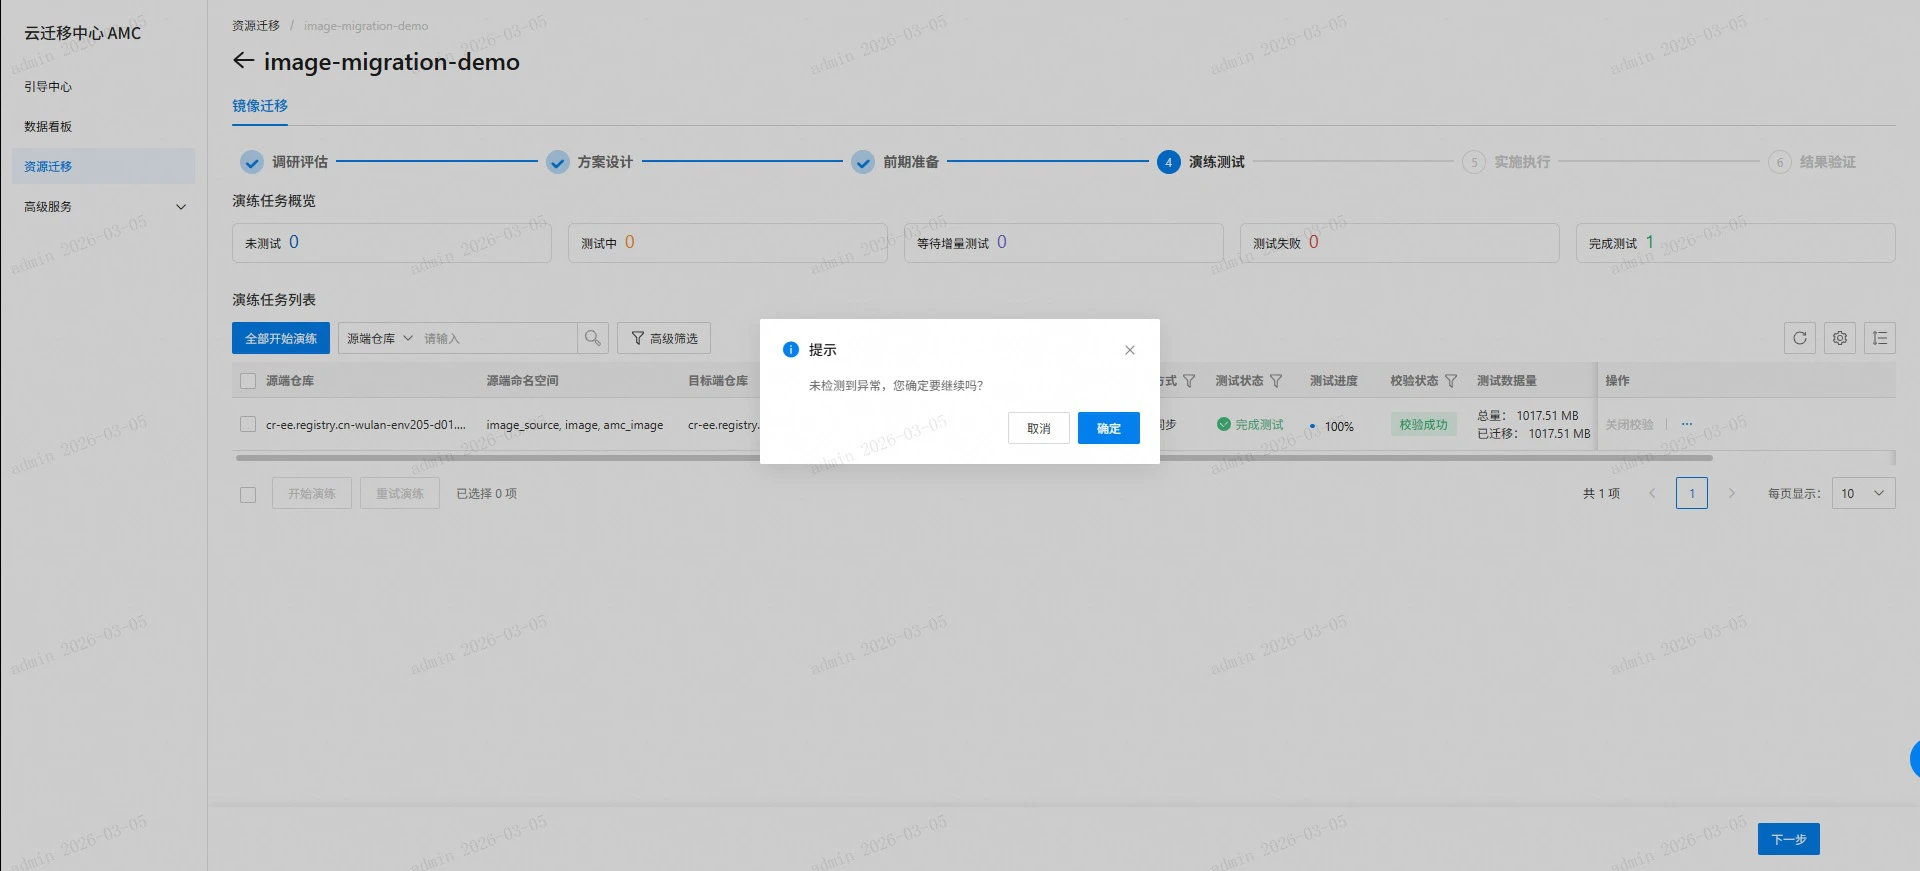 云迁移中心 AMC
引导中心
数据看板
资源迁移
高级服务
资源迁移 / image-migration-demo
image-migration-demo
镜像迁移
调研评估
方案设计
前期准备
4 演练测试
5 实施执行
6 结果验证
演练任务概览
未测试 0
测试中 0
等待增量测试 0
测试失败 0
完成测试 1
演练任务列表
全部开始演练 源端仓库 请输入 高级筛选
源端仓库 源端命名空间 目标端仓库 测试状态 测试进度 校验状态 测试数据量 操作
cr-ee.registry.cn-wulan-env205-d01.... image_source, image, amc_image cr-ee.registry. 完成测试 100% 校验成功 总量: 1017.51 MB 关闭校验 ...
已迁移: 1017.51 MB
开始演练 重试演练 已选择 0 项 共 1 项 1 每页显示: 10
提示
未检测到异常，您确定要继续吗?
取消 确定
下一步
admin 2026-03-05